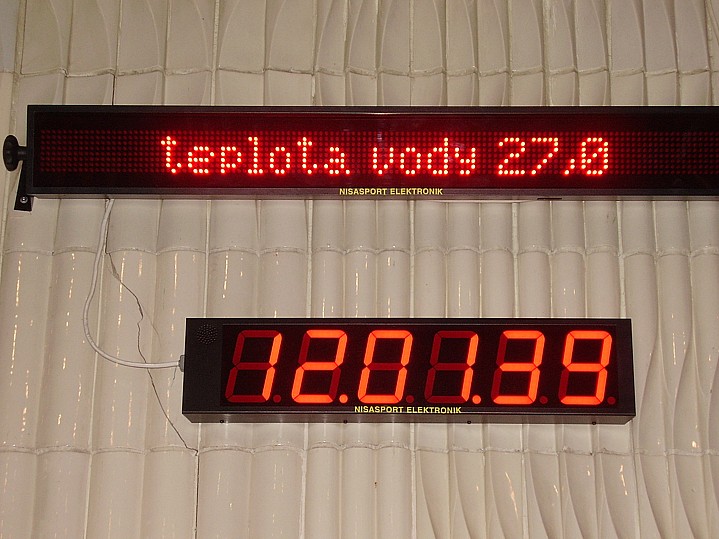 teplota vody 27,0
NISASPORT ELEKTRONIK
12.01.39
NISASPORT ELEKTRONIK